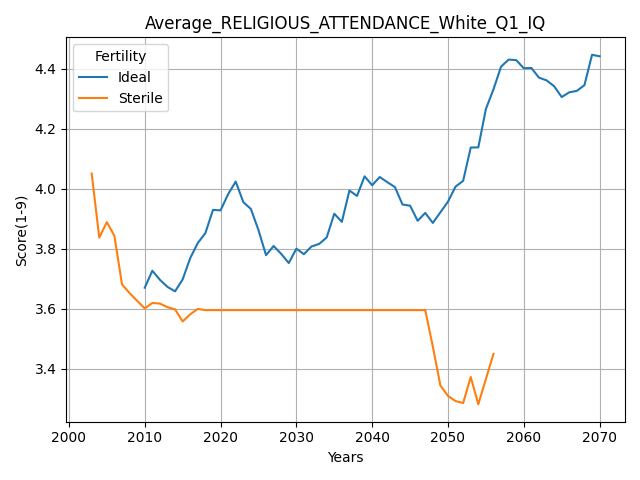 Average_RELIGIOUS_ATTENDANCE_White_Q1_IQ
Fertility
Ideal
Sterile
4.4
4.2
4.0
3.8
3.6
3.4
Score(1-9)
2000 2010 2020 2030 2040 2050 2060 2070
Years